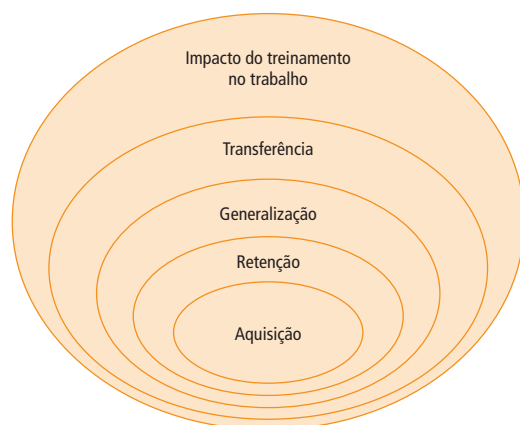 Impacto do treinamento
no trabalho
Transferência
Generalização
Retenção
Aquisição